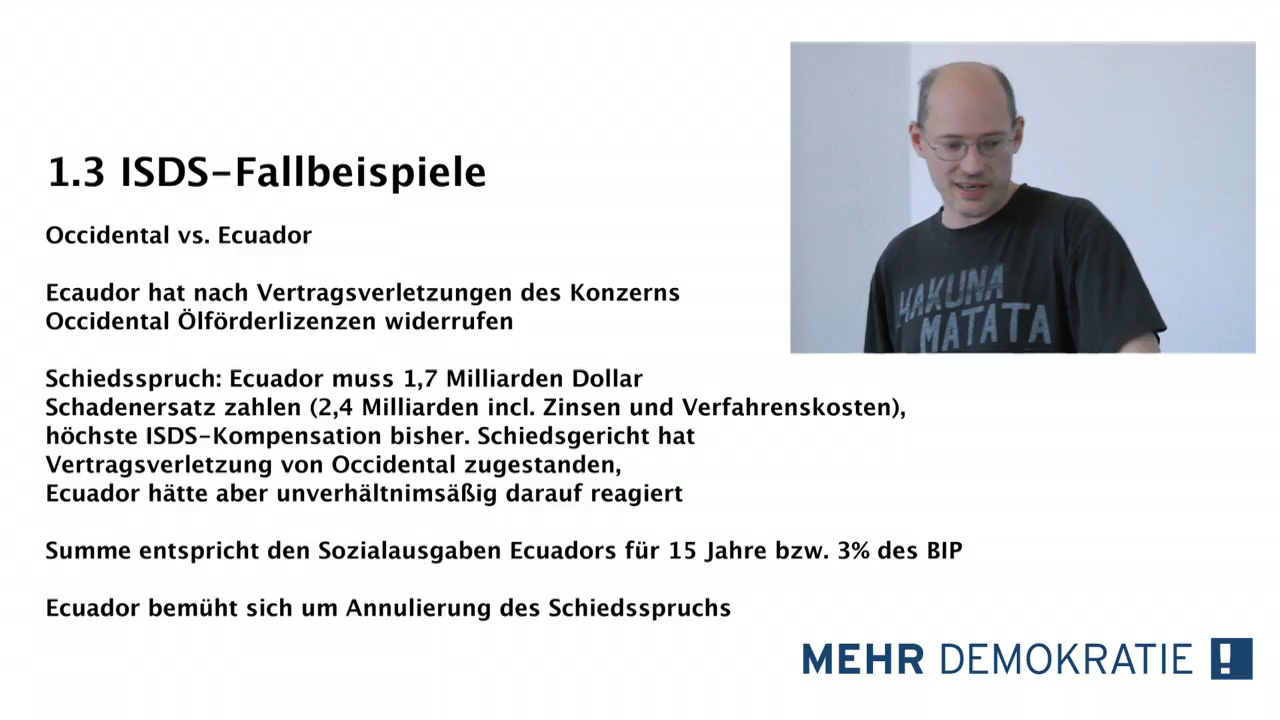 1.3 ISDS-Fallbeispiele
Occidental vs. Ecuador
Ecaudor hat nach Vertragsverletzungen des Konzerns
Occidental Ölförderlizenzen widerrufen
Schiedsspruch: Ecuador muss 1,7 Milliarden Dollar
Schadenersatz zahlen (2,4 Milliarden incl. Zinsen und Verfahrenskosten),
höchste ISDS-Kompensation bisher. Schiedsgericht hat
Vertragsverletzung von Occidental zugestanden,
Ecuador hätte aber unverhältnimsäßig darauf reagiert
Summe entspricht den Sozialausgaben Ecuadors für 15 Jahre bzw. 3% des BIP
Ecuador bemüht sich um Annulierung des Schiedsspruchs
HAKUNA
MATATA
MEHR DEMOKRATIE !